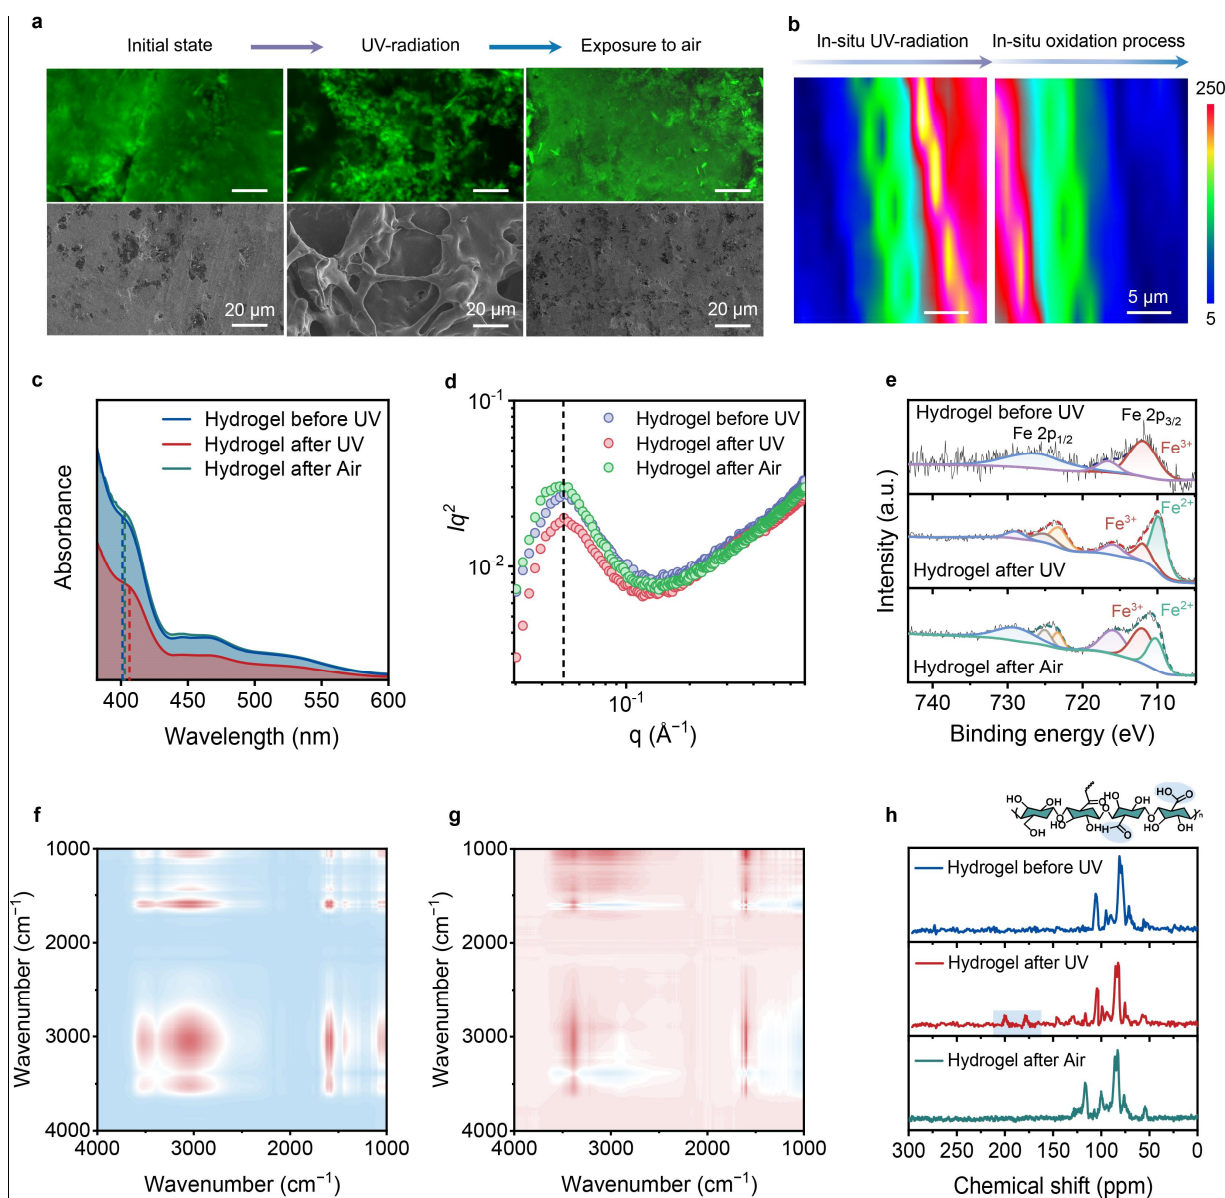 a
Initial state
UV-radiation
Exposure to air
20 μm
20 μm
20 μm
b
In-situ UV-radiation
In-situ oxidation process
250
5
5 μm
c
Absorbance
Hydrogel before UV
Hydrogel after UV
Hydrogel after Air
400
450
500
550
600
Wavelength (nm)
d
Iq²
10⁻¹
10⁻²
Hydrogel before UV
Hydrogel after UV
Hydrogel after Air
10⁻¹
q (Å⁻¹)
e
Intensity (a.u.)
Hydrogel before UV
Fe 2p₃/₂
Fe 2p₁/₂
Fe³⁺
Fe²⁺
Fe³⁺
Hydrogel after UV
Fe³⁺
Fe²⁺
Hydrogel after Air
740
730
720
710
Binding energy (eV)
f
Wavenumber (cm⁻¹)
1000
2000
3000
4000
4000
3000
2000
1000
Wavenumber (cm⁻¹)
g
Wavenumber (cm⁻¹)
1000
2000
3000
4000
4000
3000
2000
1000
Wavenumber (cm⁻¹)
h
Hydrogel before UV
Hydrogel after UV
Hydrogel after Air
300
250
200
150
100
50
0
Chemical shift (ppm)